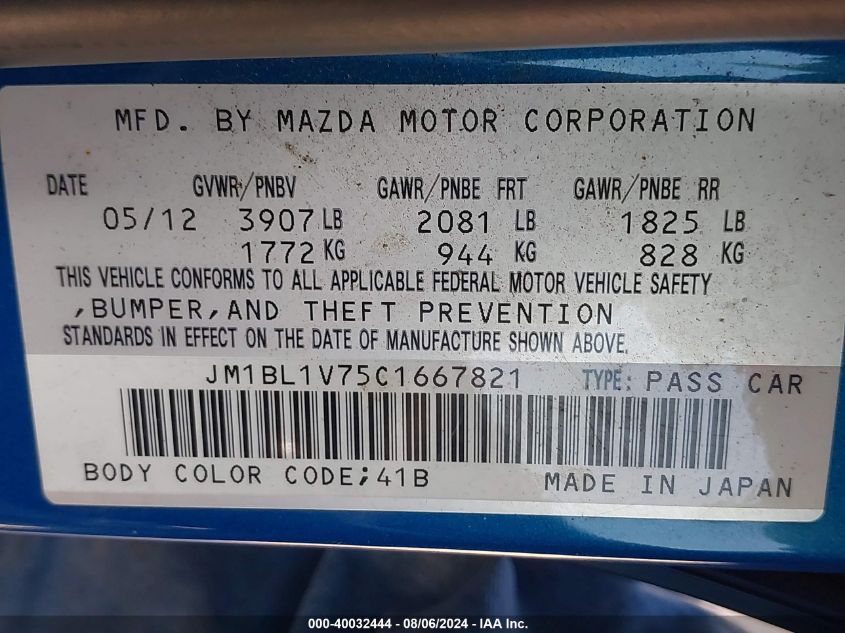 MFD. BY MAZDA MOTOR CORPORATION
DATE GVWR/PNBV GAWR/PNBE FRT GAWR/PNBE RR
05/12 3907 LB 2081 LB 1825 LB
1772 KG 944 KG 828 KG
THIS VEHICLE CONFORMS TO ALL APPLICABLE FEDERAL MOTOR VEHICLE SAFETY
,BUMPER,AND THEFT PREVENTION
STANDARDS IN EFFECT ON THE DATE OF MANUFACTURE SHOWN ABOVE.
JM1BL1V75C1667821 TYPE: PASS CAR
BODY COLOR CODE;41B MADE IN JAPAN
000-40032444 - 08/06/2024 - IAA Inc.